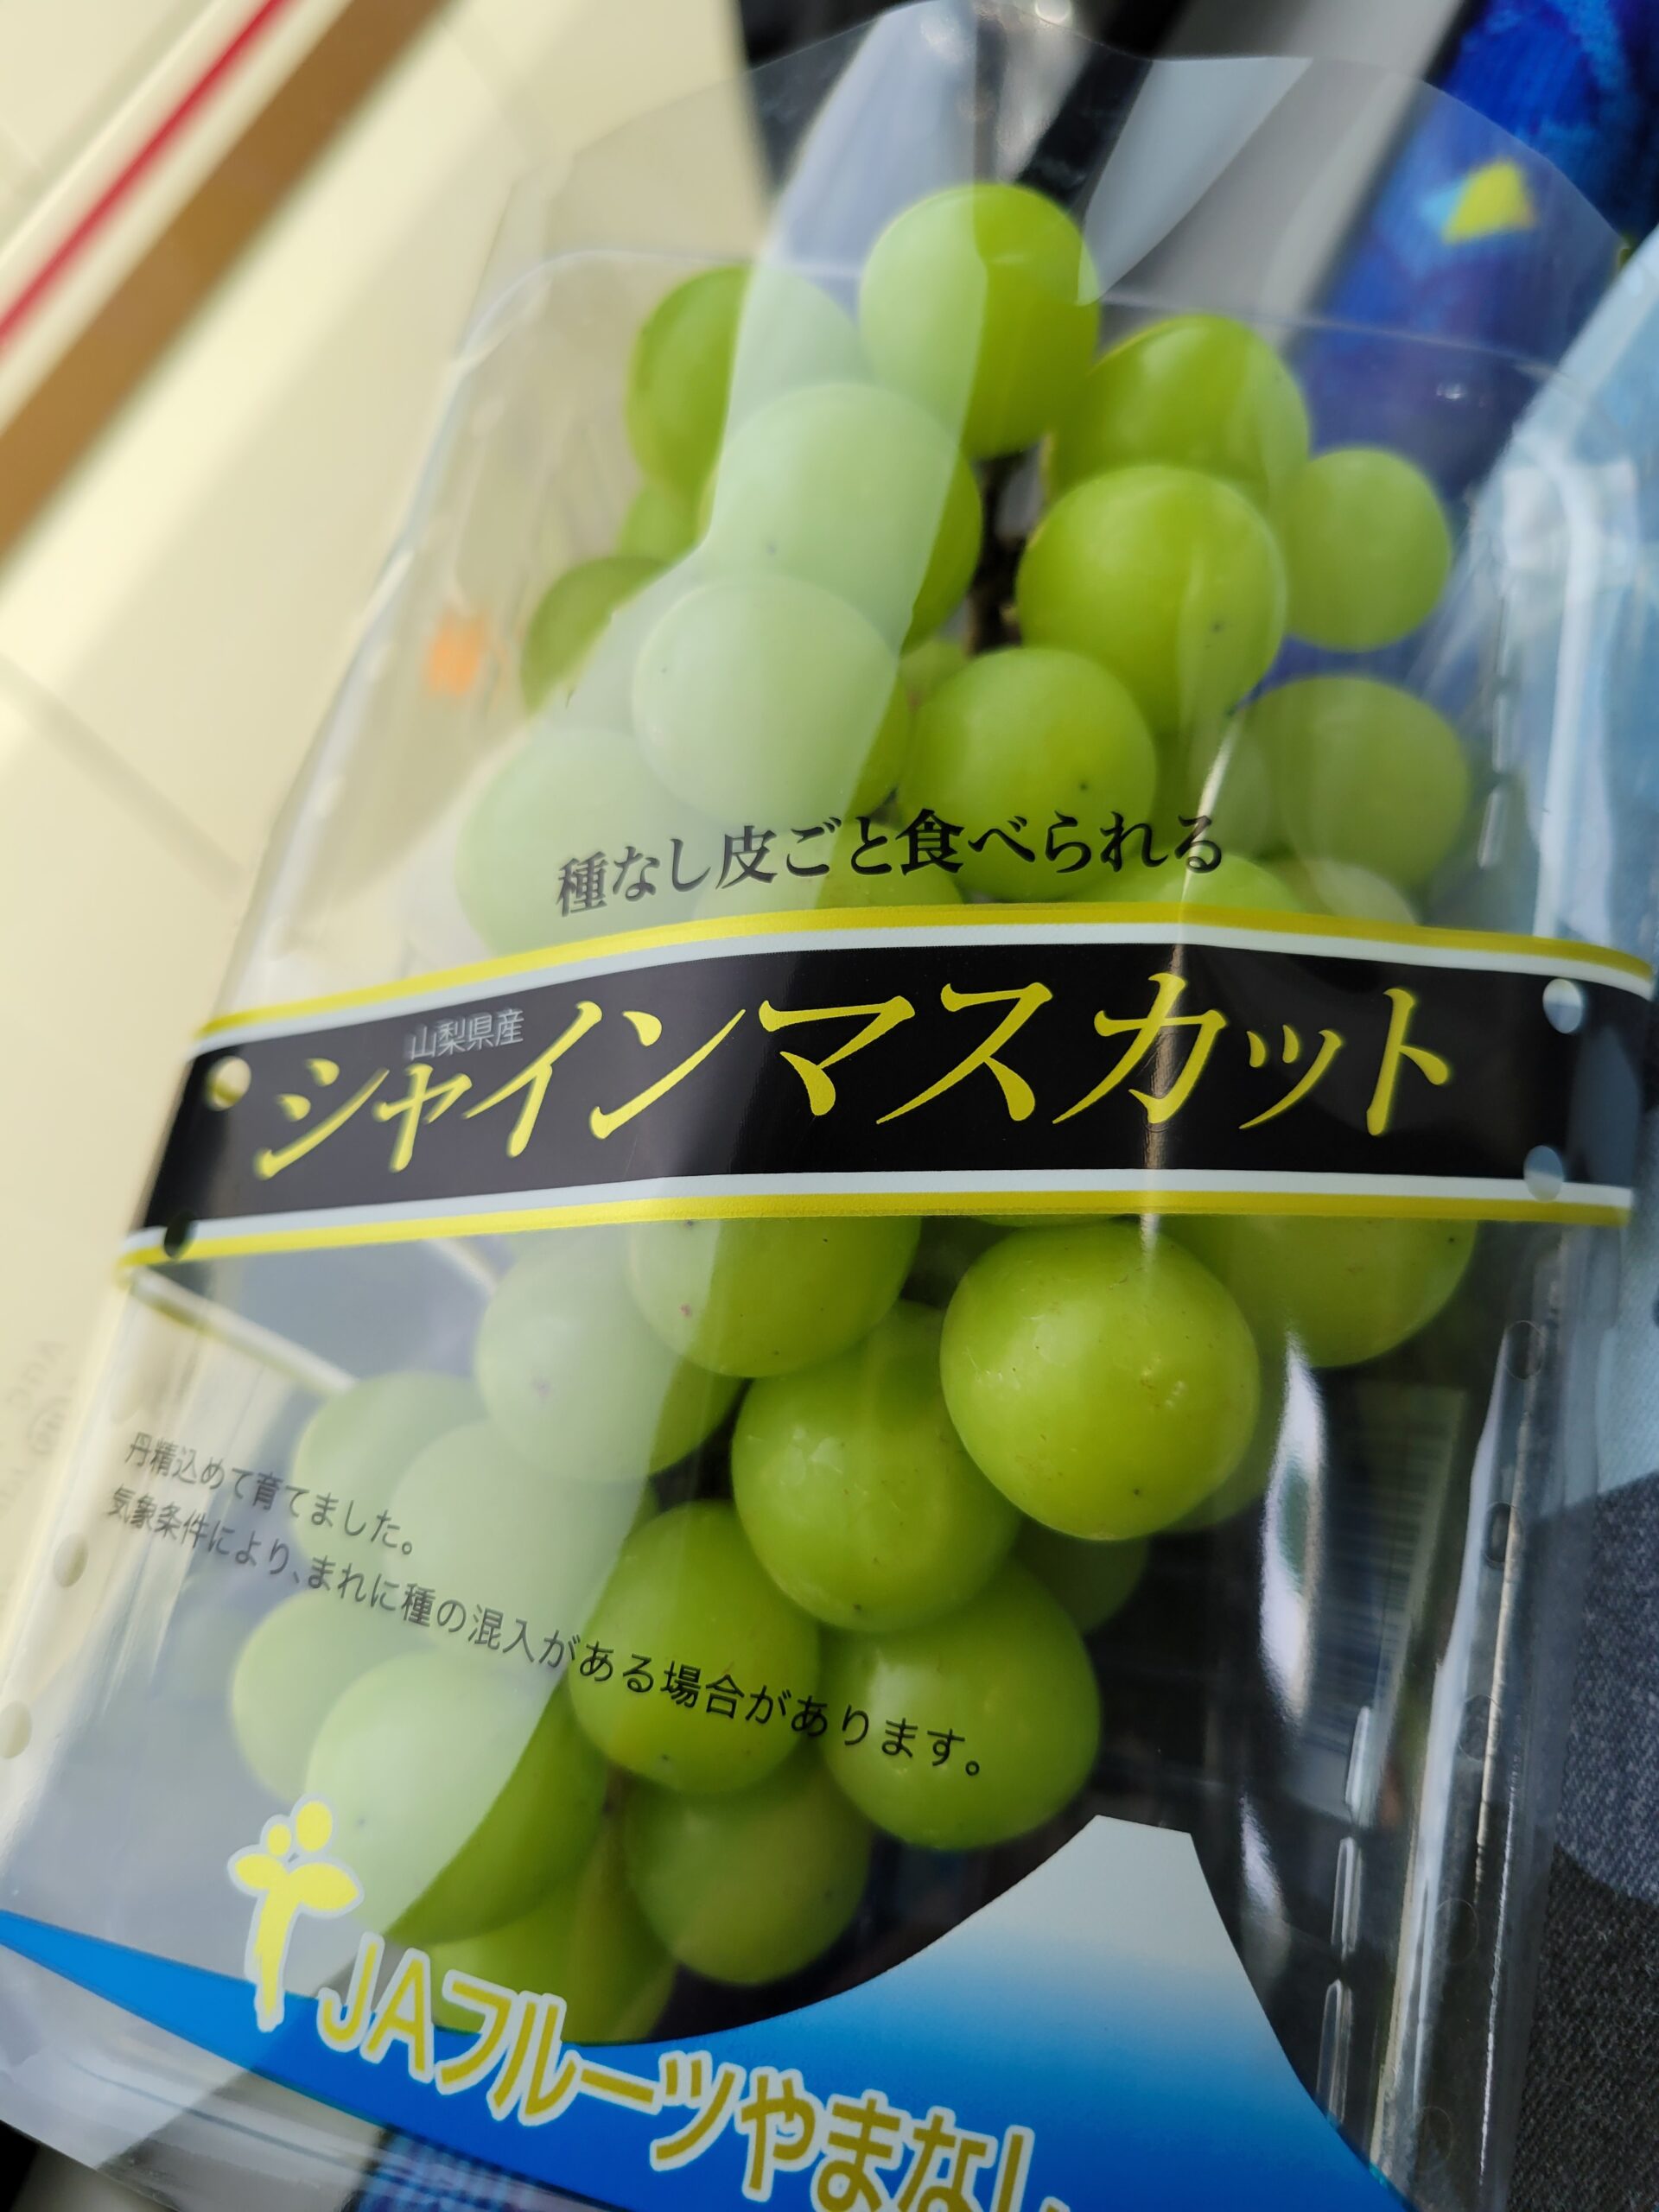 種なし皮ごと食べられる
山梨県産
シャインマスカット
丹精込めて育てました。
気象条件により、まれに種の混入がある場合があります。
JAフルーツやまなし